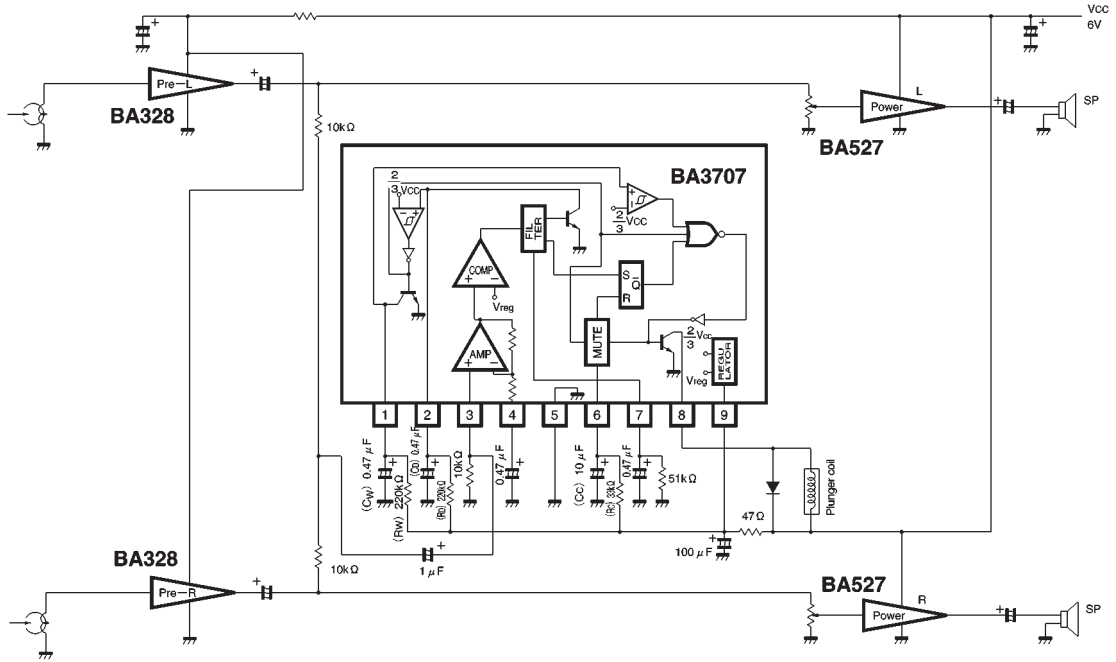 Vcc
6V
Pre-L
BA328
10kΩ
L
Power
SP
BA527
BA3707
2/3 Vcc
− +
+
−
2/3 Vcc
FIL
TER
COMP
+ −
Vreg
S
Q̅
R
AMP
+ −
MUTE
2/3 Vcc
Vreg
REGU
LATOR
1 2 3 4 5 6 7 8 9
(Cw) 0.47 μF
(Rw) 220kΩ
(CD) 0.47 μF
(RD) 220kΩ
10kΩ
0.47 μF
(Cc) 10 μF
(Rc) 33kΩ
0.47 μF
51kΩ
Plunger coil
47Ω
100 μF
1 μF
10kΩ
BA328
Pre-R
BA527
R
Power
SP